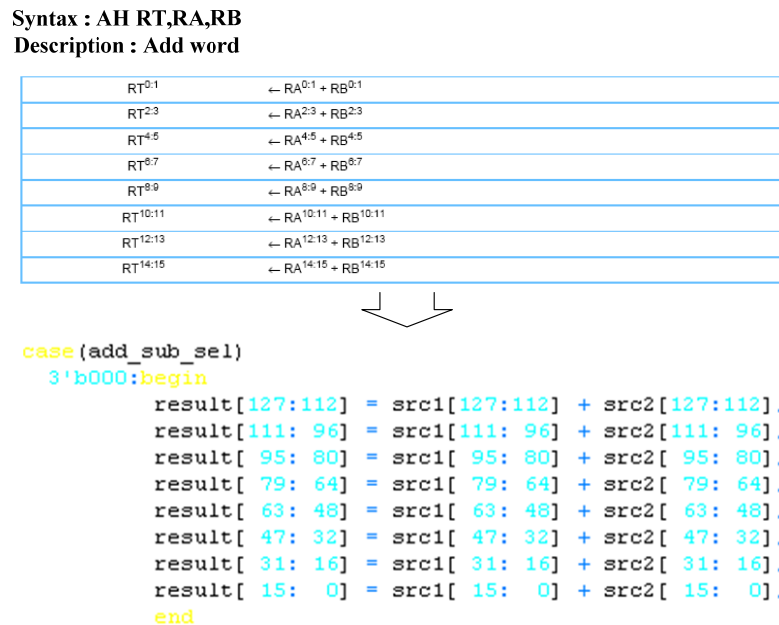 Syntax : AH RT,RA,RB
Description : Add word
RT0:1 ← RA0:1 + RB0:1
RT2:3 ← RA2:3 + RB2:3
RT4:5 ← RA4:5 + RB4:5
RT6:7 ← RA6:7 + RB6:7
RT8:9 ← RA8:9 + RB8:9
RT10:11 ← RA10:11 + RB10:11
RT12:13 ← RA12:13 + RB12:13
RT14:15 ← RA14:15 + RB14:15
case(add_sub_sel)
3'b000:begin
result[127:112] = src1[127:112] + src2[127:112]
result[111: 96] = src1[111: 96] + src2[111: 96]
result[ 95: 80] = src1[ 95: 80] + src2[ 95: 80]
result[ 79: 64] = src1[ 79: 64] + src2[ 79: 64]
result[ 63: 48] = src1[ 63: 48] + src2[ 63: 48]
result[ 47: 32] = src1[ 47: 32] + src2[ 47: 32]
result[ 31: 16] = src1[ 31: 16] + src2[ 31: 16]
result[ 15: 0] = src1[ 15: 0] + src2[ 15: 0]
end